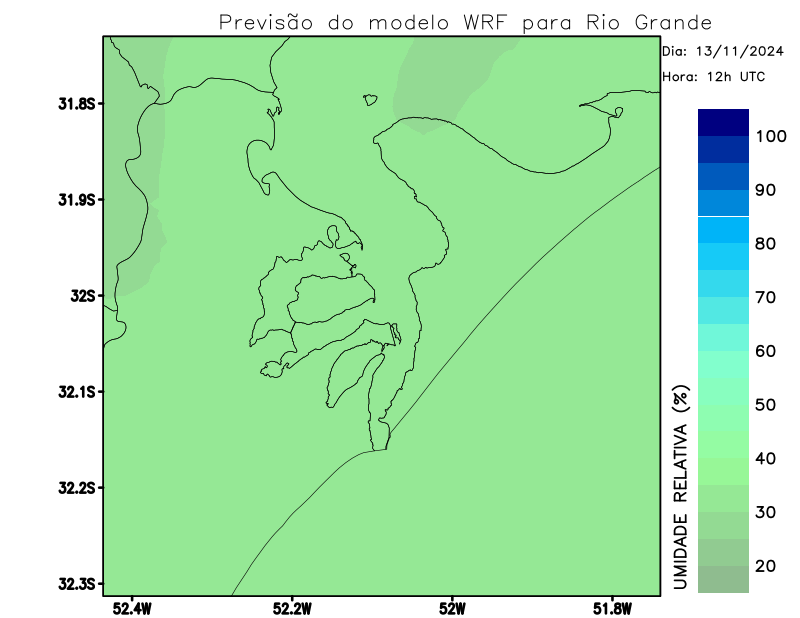 Previsão do modelo WRF para Rio Grande
Dia: 13/11/2024
Hora: 12h UTC
31.8S
31.9S
32S
32.1S
32.2S
32.3S
52.4W
52.2W
52W
51.8W
100
90
80
70
60
50
40
30
20
UMIDADE RELATIVA (%)